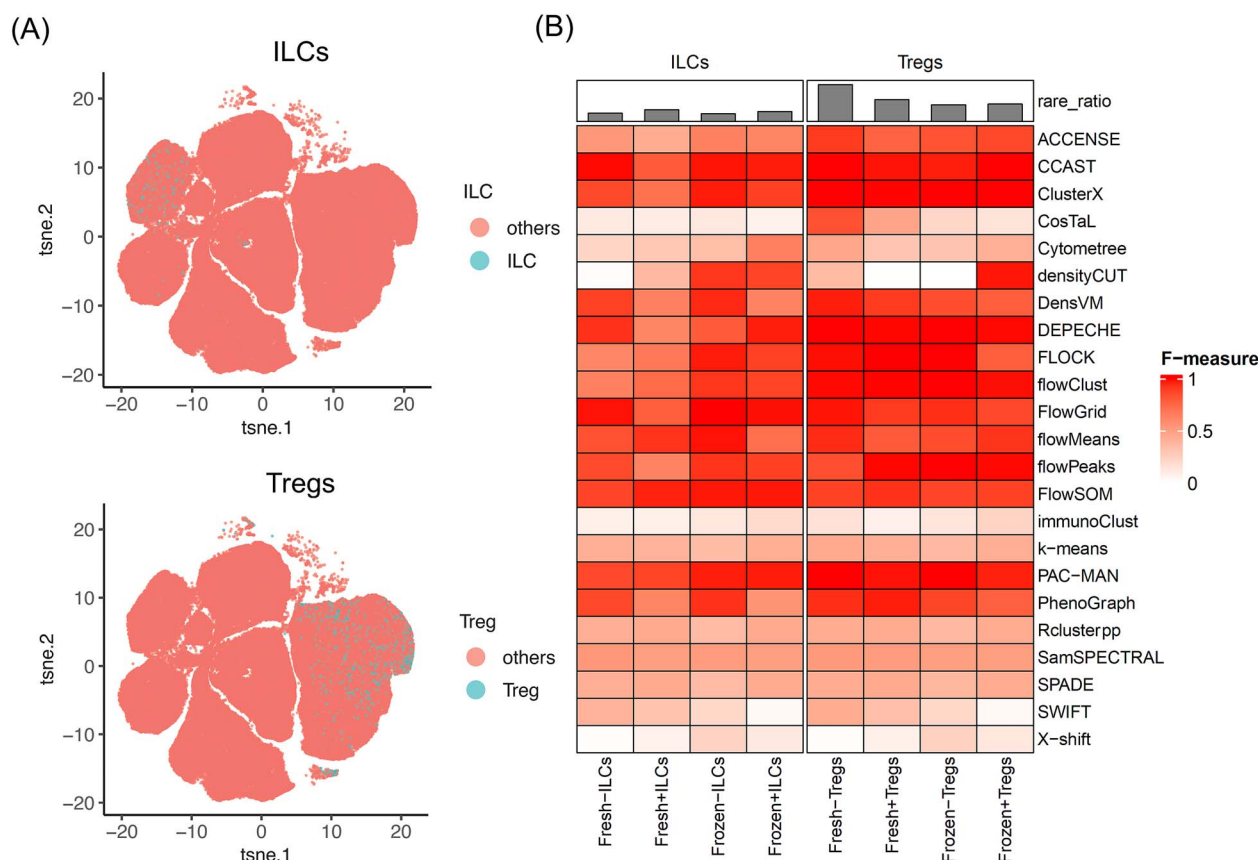 (A)
ILCs
20
10
0
−10
−20
tsne.2
−20 −10 0 10 20
tsne.1
ILC
others
ILC
Tregs
20
10
0
−10
−20
tsne.2
−20 −10 0 10 20
tsne.1
Treg
others
Treg
(B)
ILCs Tregs
rare_ratio
ACCENSE
CCAST
ClusterX
CosTaL
Cytometree
densityCUT
DensVM
DEPECHE
FLOCK
flowClust
FlowGrid
flowMeans
flowPeaks
FlowSOM
immunoClust
k−means
PAC−MAN
PhenoGraph
Rclusterpp
SamSPECTRAL
SPADE
SWIFT
X−shift
Fresh−ILCs
Fresh+ILCs
Frozen−ILCs
Frozen+ILCs
Fresh−Tregs
Fresh+Tregs
Frozen−Tregs
Frozen+Tregs
F−measure
1
0.5
0